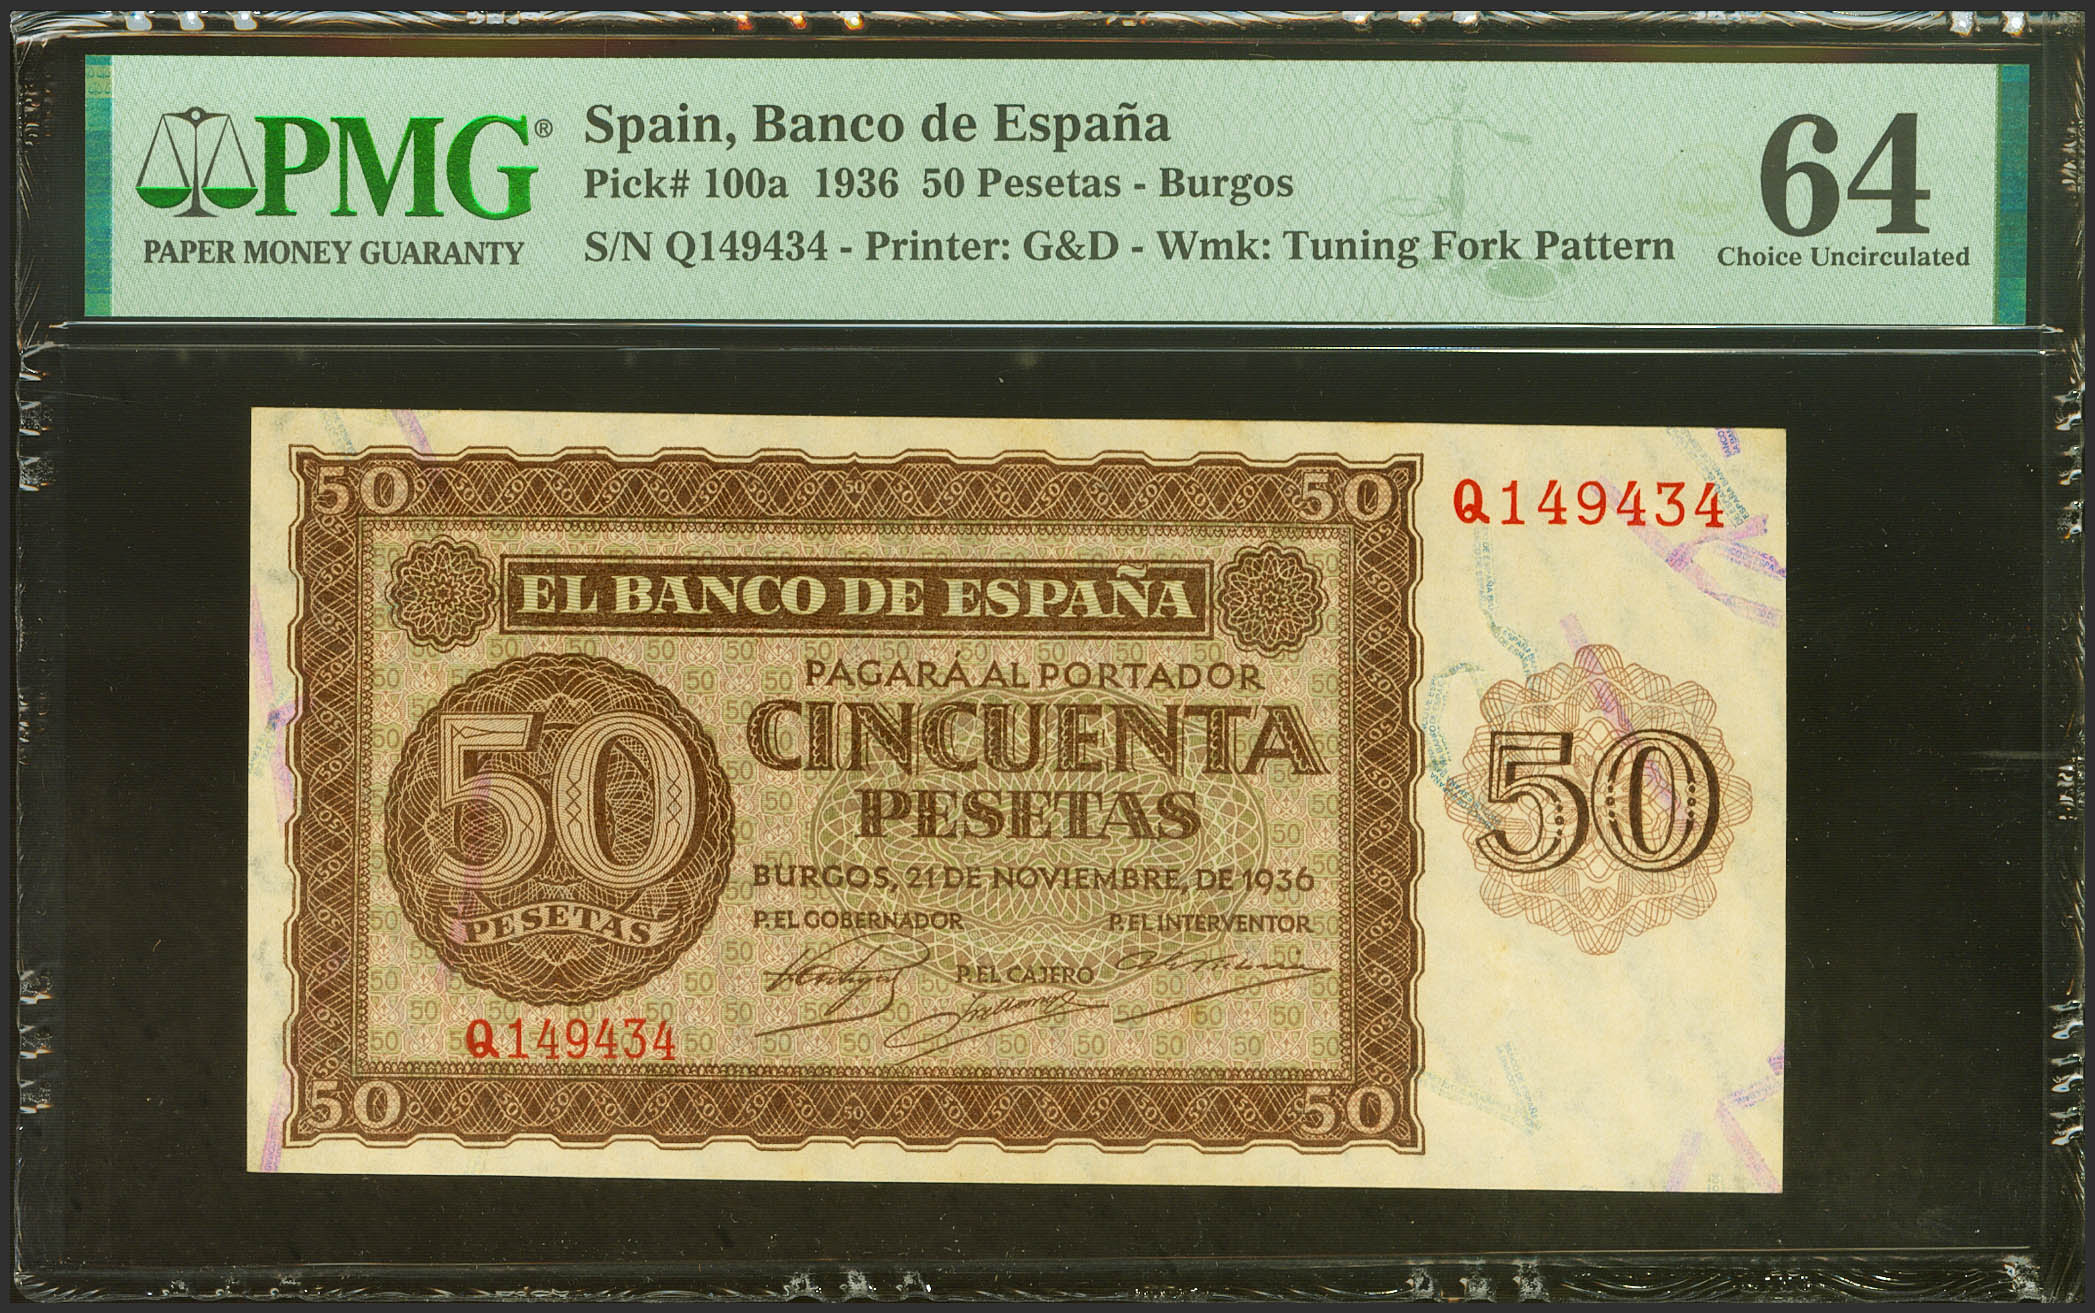 PMG®
PAPER MONEY GUARANTY
Spain, Banco de España
Pick# 100a 1936 50 Pesetas - Burgos
S/N Q149434 - Printer: G&D - Wmk: Tuning Fork Pattern
64
Choice Uncirculated
50
50
Q149434
EL BANCO DE ESPAÑA
PAGARÁ AL PORTADOR
CINCUENTA
PESETAS
50
PESETAS
50
BURGOS, 21 DE NOVIEMBRE, DE 1936
P. EL GOBERNADOR
P. EL INTERVENTOR
P. EL CAJERO
Q149434
50
50